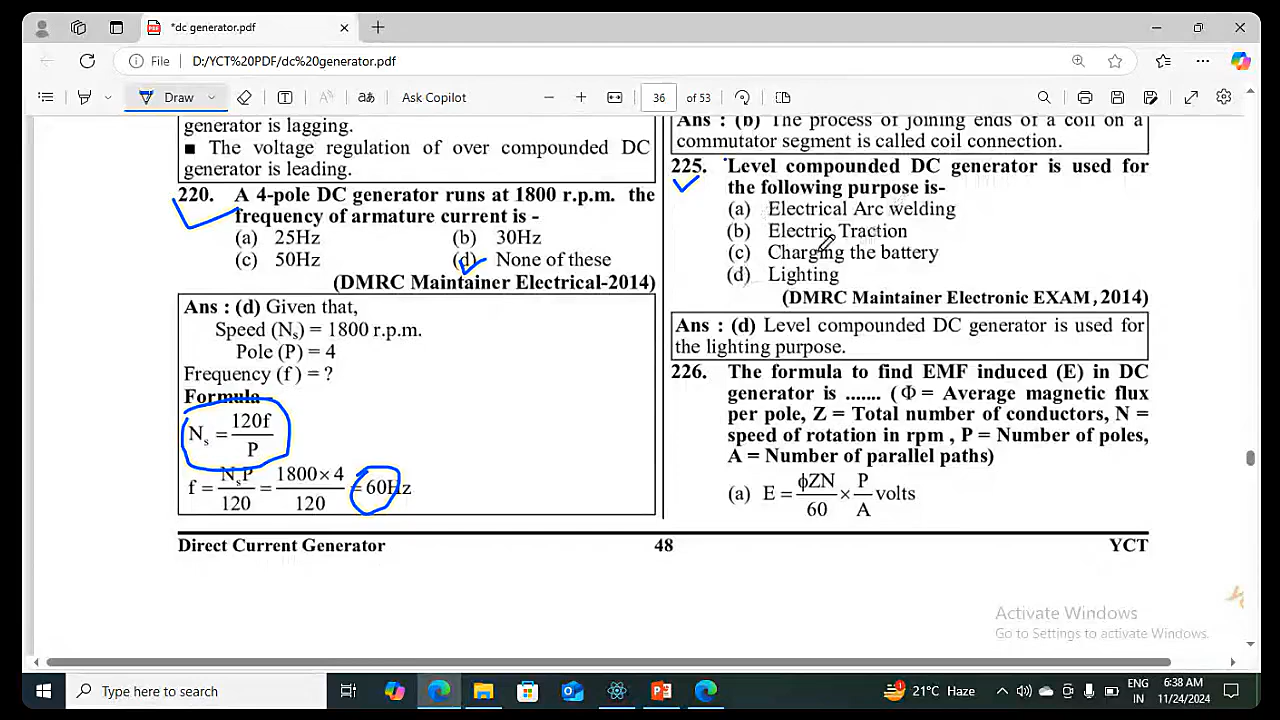 *dc generator.pdf
File
D:/YCT%20PDF/dc%20generator.pdf
Draw
Ask Copilot
36 of 53
generator is lagging.
■ The voltage regulation of over compounded DC
generator is leading.
220. A 4-pole DC generator runs at 1800 r.p.m. the
frequency of armature current is -
(a) 25Hz (b) 30Hz
(c) 50Hz (d) None of these
(DMRC Maintainer Electrical-2014)
Ans : (d) Given that,
Speed (Nₛ) = 1800 r.p.m.
Pole (P) = 4
Frequency (f ) = ?
Formula-
Nₛ = 120f / P
f = NₛP / 120 = 1800×4 / 120 = 60Hz
Ans : (b) The process of joining ends of a coil on a
commutator segment is called coil connection.
225. Level compounded DC generator is used for
the following purpose is-
(a) Electrical Arc welding
(b) Electric Traction
(c) Charging the battery
(d) Lighting
(DMRC Maintainer Electronic EXAM, 2014)
Ans : (d) Level compounded DC generator is used for
the lighting purpose.
226. The formula to find EMF induced (E) in DC
generator is ....... ( Φ = Average magnetic flux
per pole, Z = Total number of conductors, N =
speed of rotation in rpm , P = Number of poles,
A = Number of parallel paths)
(a) E = ϕZN / 60 × P / A volts
Direct Current Generator 48 YCT
Activate Windows
Go to Settings to activate Windows.
Type here to search
21°C Haze
ENG
IN
6:38 AM
11/24/2024